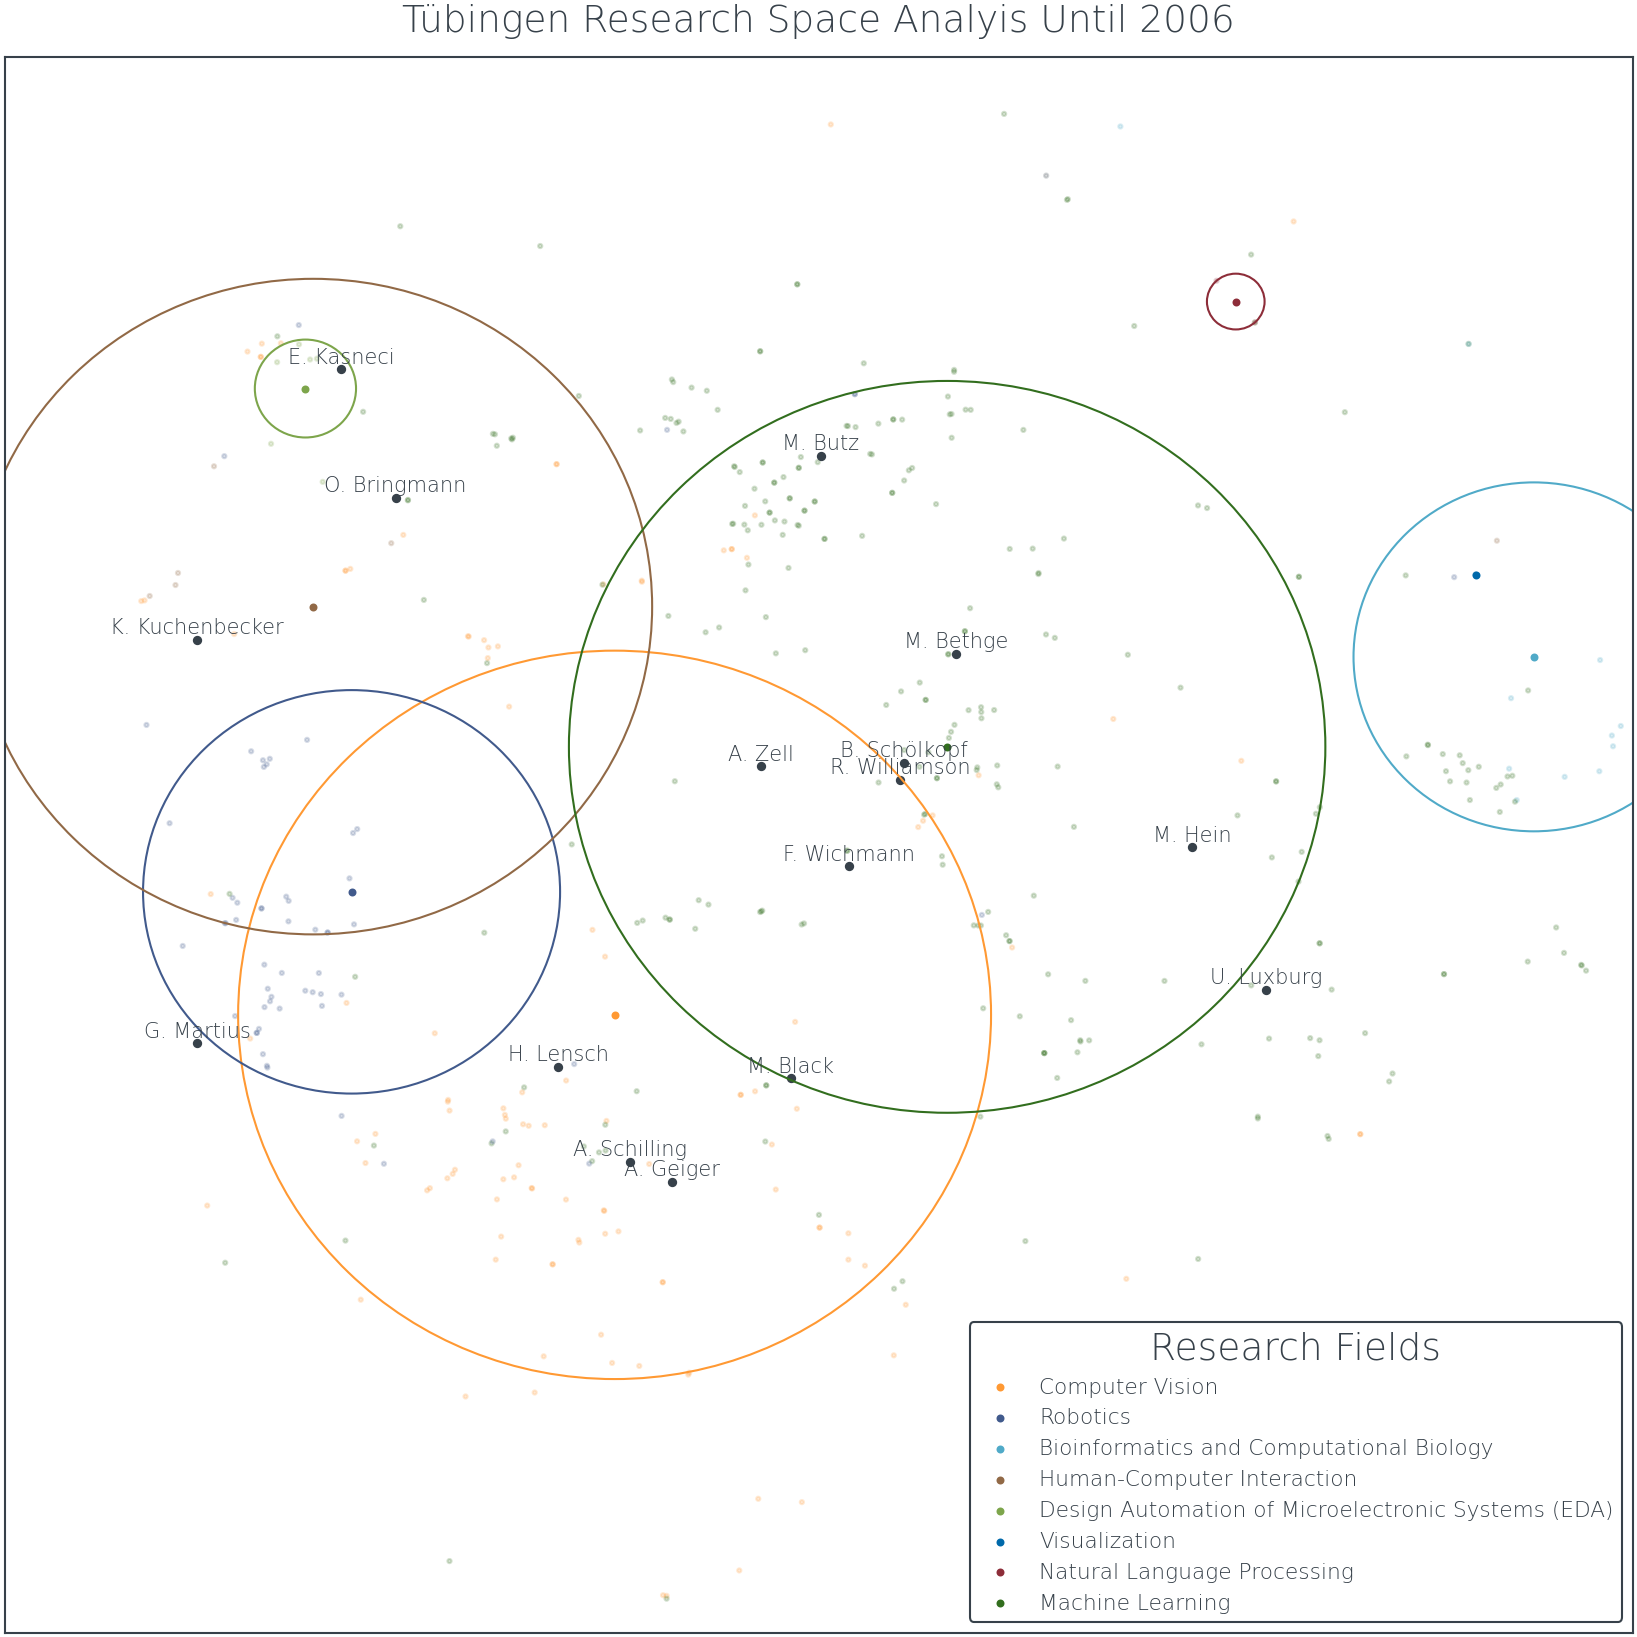 Tübingen Research Space Analyis Until 2006
E. Kasneci
M. Butz
O. Bringmann
K. Kuchenbecker
M. Bethge
A. Zell
B. Schölkopf
R. Williamson
M. Hein
F. Wichmann
U. Luxburg
G. Martius
H. Lensch
M. Black
A. Schilling
A. Geiger
Research Fields
Computer Vision
Robotics
Bioinformatics and Computational Biology
Human-Computer Interaction
Design Automation of Microelectronic Systems (EDA)
Visualization
Natural Language Processing
Machine Learning